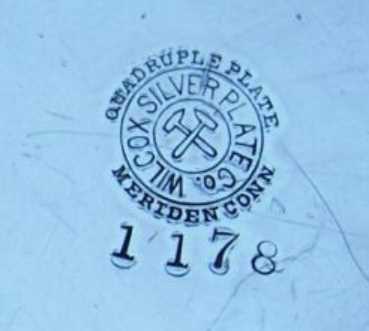 QUADRUPLE PLATE.
WILCOX SILVER PLATE CO.
MERIDEN CONN.
1178